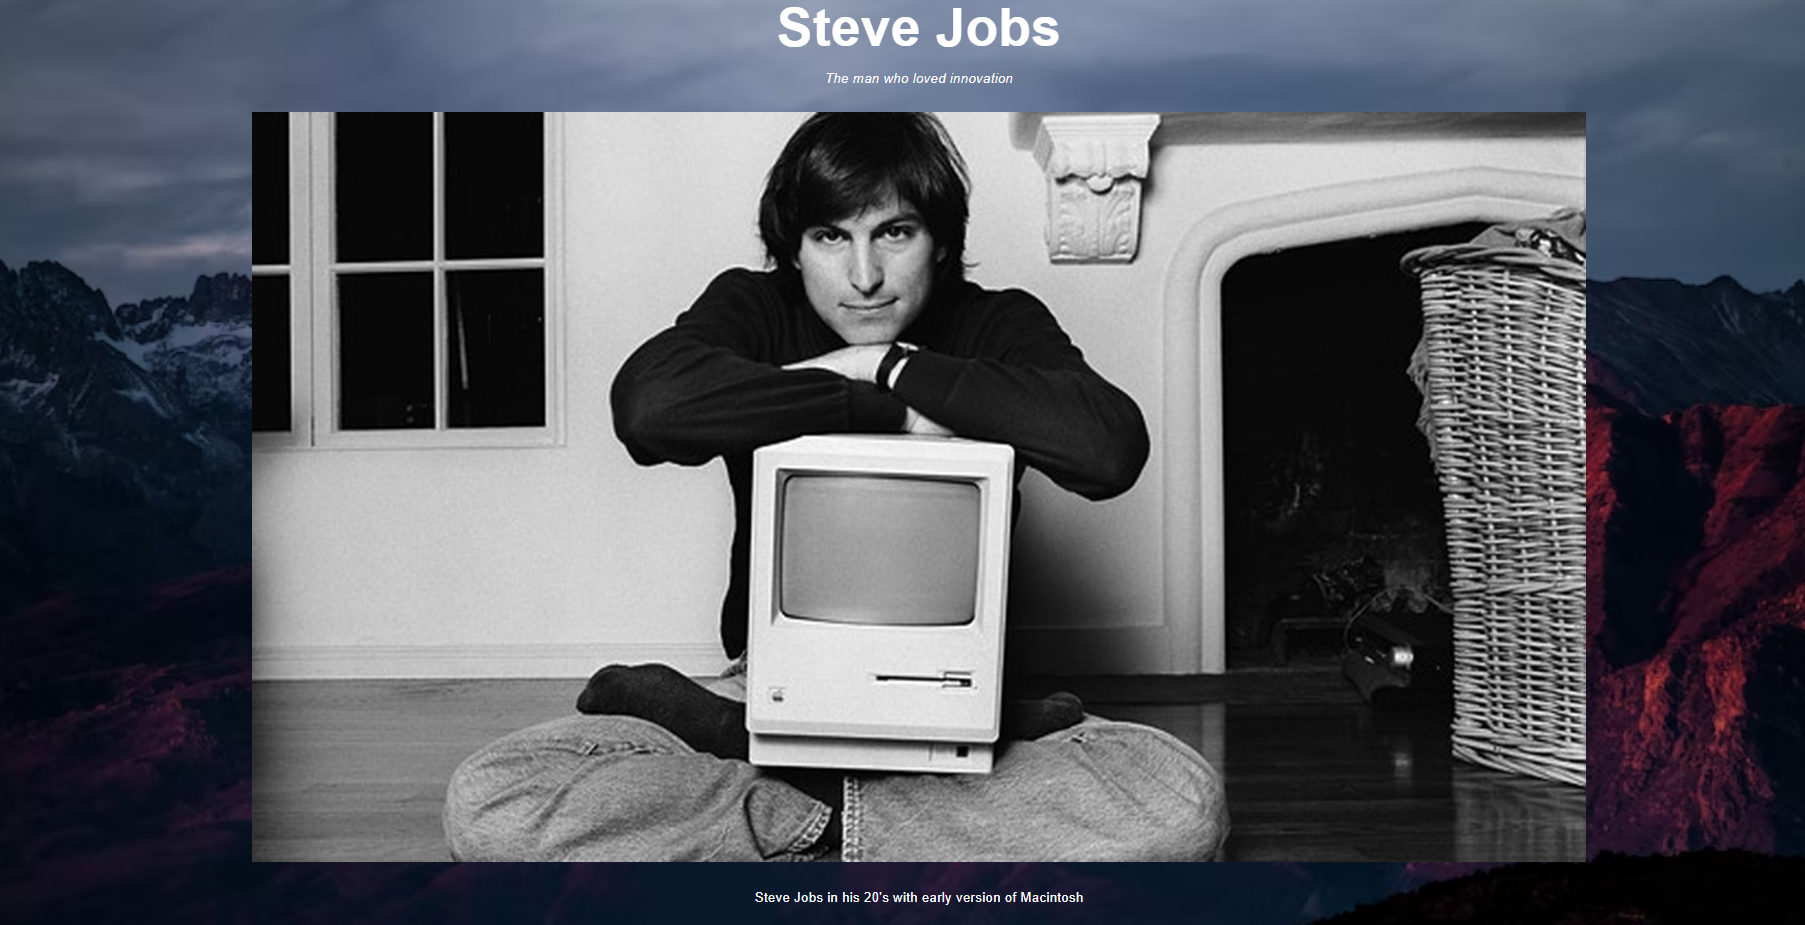 Steve Jobs
The man who loved innovation
Steve Jobs in his 20's with early version of Macintosh